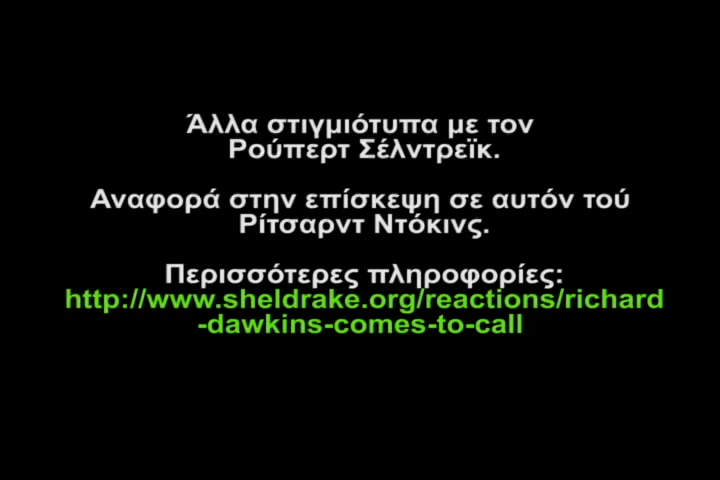 Άλλα στιγμιότυπα με τον
Ρούπερτ Σέλντρεϊκ.
Αναφορά στην επίσκεψη σε αυτόν τού
Ρίτσαρντ Ντόκινς.
Περισσότερες πληροφορίες:
http://www.sheldrake.org/reactions/richard
-dawkins-comes-to-call